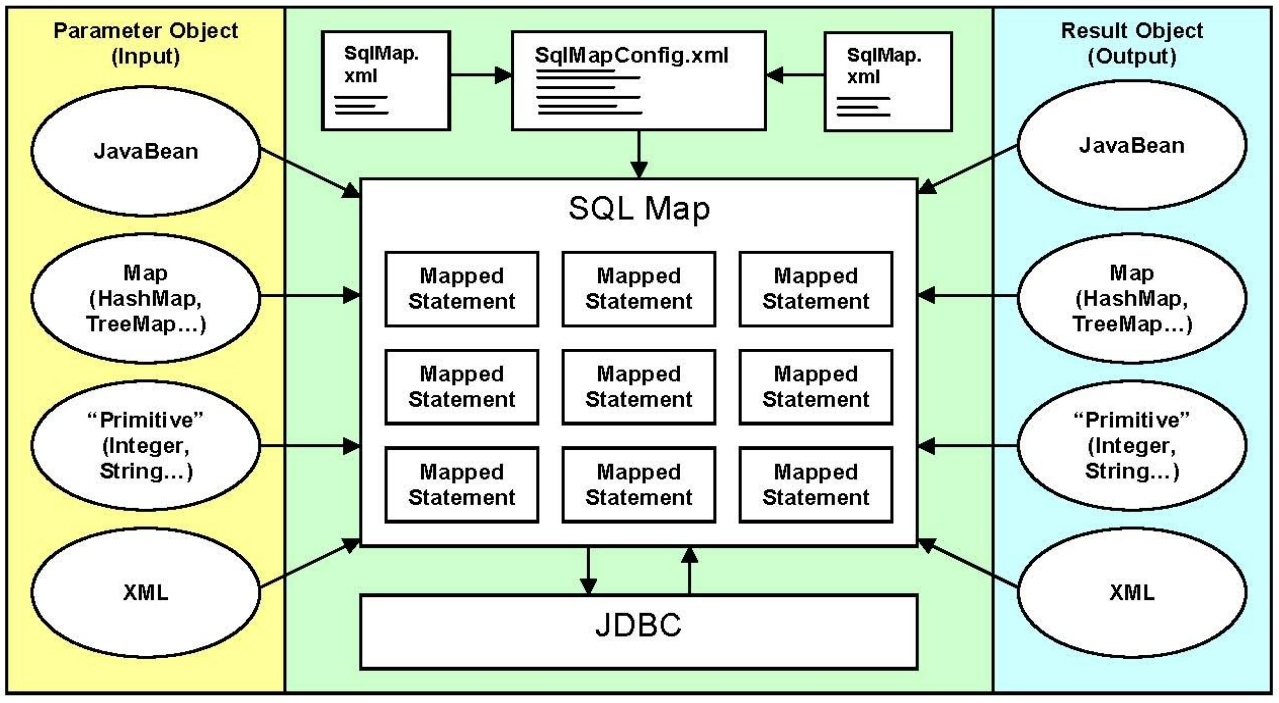 Parameter Object
(Input)
JavaBean
Map
(HashMap,
TreeMap…)
“Primitive”
(Integer,
String…)
XML
SqlMap.
xml
SqlMapConfig.xml
SqlMap.
xml
SQL Map
Mapped
Statement
Mapped
Statement
Mapped
Statement
Mapped
Statement
Mapped
Statement
Mapped
Statement
Mapped
Statement
Mapped
Statement
Mapped
Statement
JDBC
Result Object
(Output)
JavaBean
Map
(HashMap,
TreeMap…)
“Primitive”
(Integer,
String…)
XML